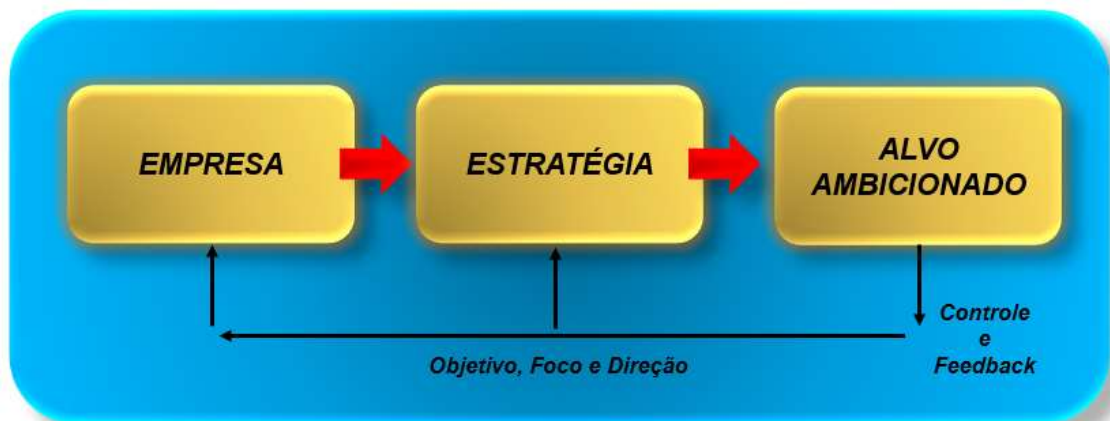 EMPRESA
ESTRATÉGIA
ALVO
AMBICIONADO
Controle
e
Feedback
Objetivo, Foco e Direção